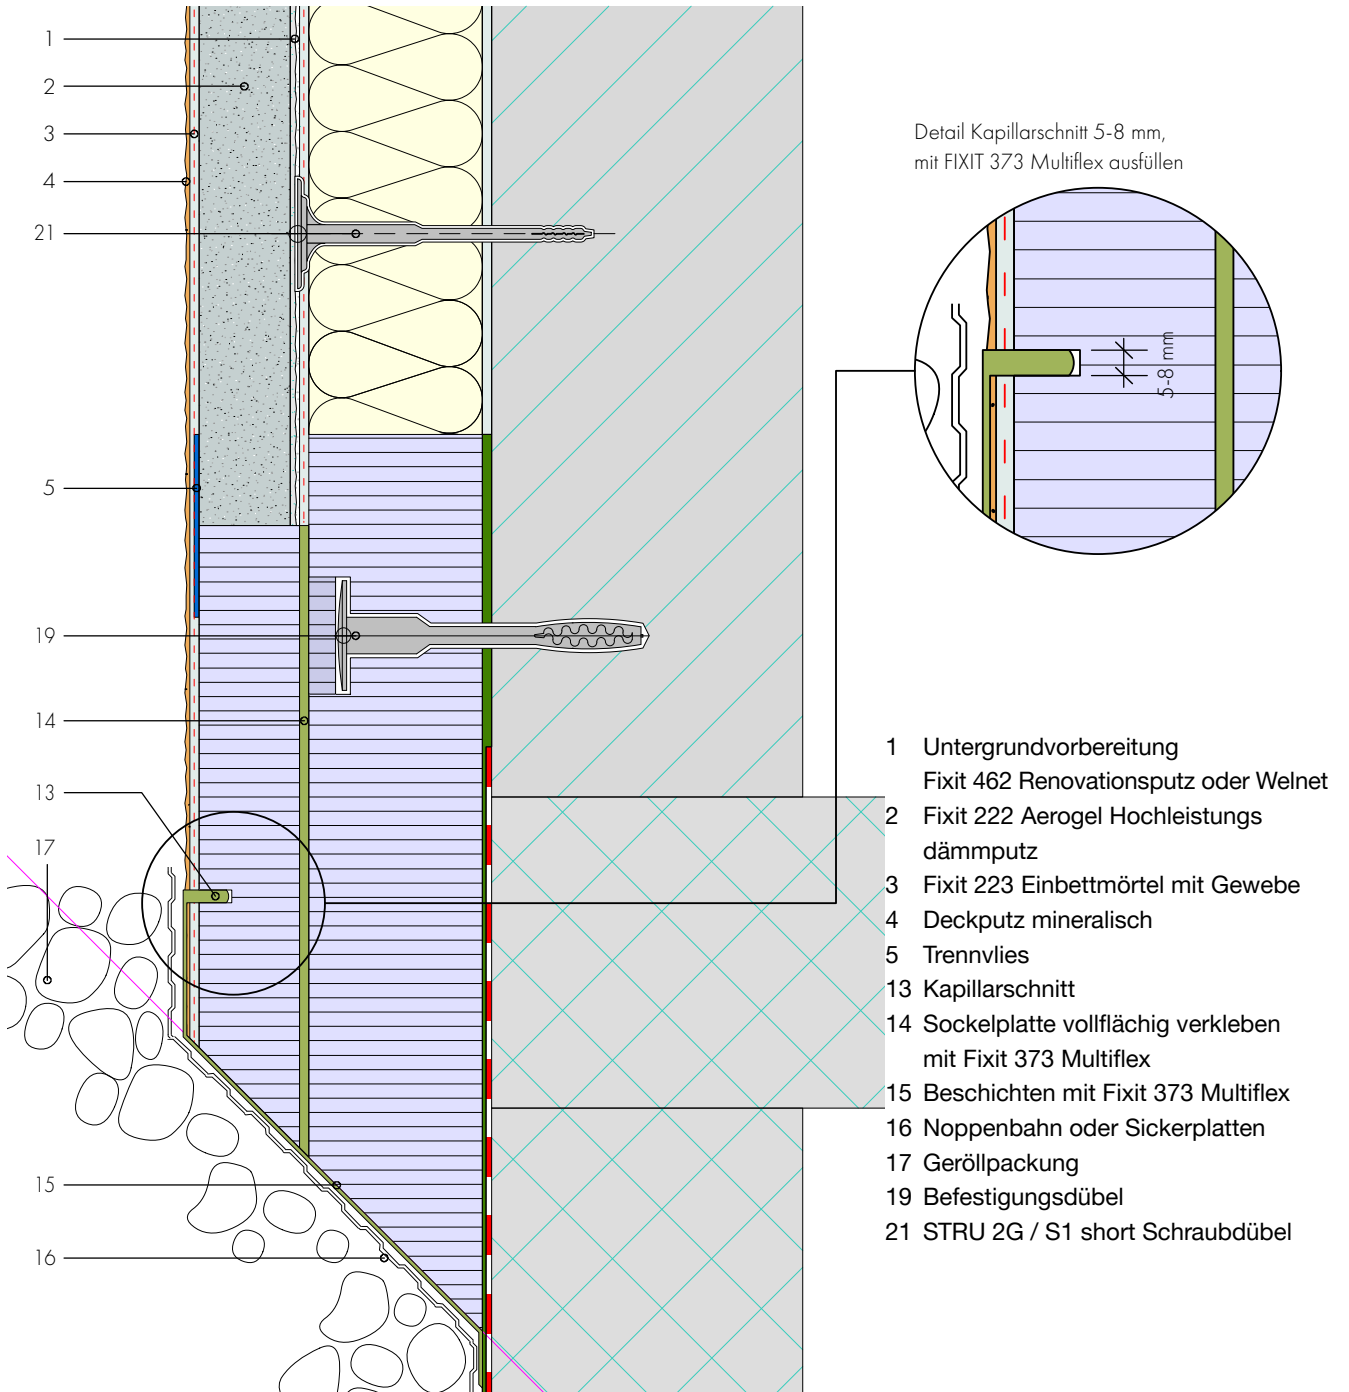 1
2
3
4
21
5
19
14
13
17
15
16
Detail Kapillarschnitt 5-8 mm,
mit FIXIT 373 Multiflex ausfüllen
5-8 mm
1 Untergrundvorbereitung
Fixit 462 Renovationsputz oder Welnet
2 Fixit 222 Aerogel Hochleistungs
dämmputz
3 Fixit 223 Einbettmörtel mit Gewebe
4 Deckputz mineralisch
5 Trennvlies
13 Kapillarschnitt
14 Sockelplatte vollflächig verkleben
mit Fixit 373 Multiflex
15 Beschichten mit Fixit 373 Multiflex
16 Noppenbahn oder Sickerplatten
17 Geröllpackung
19 Befestigungsdübel
21 STRU 2G / S1 short Schraubdübel